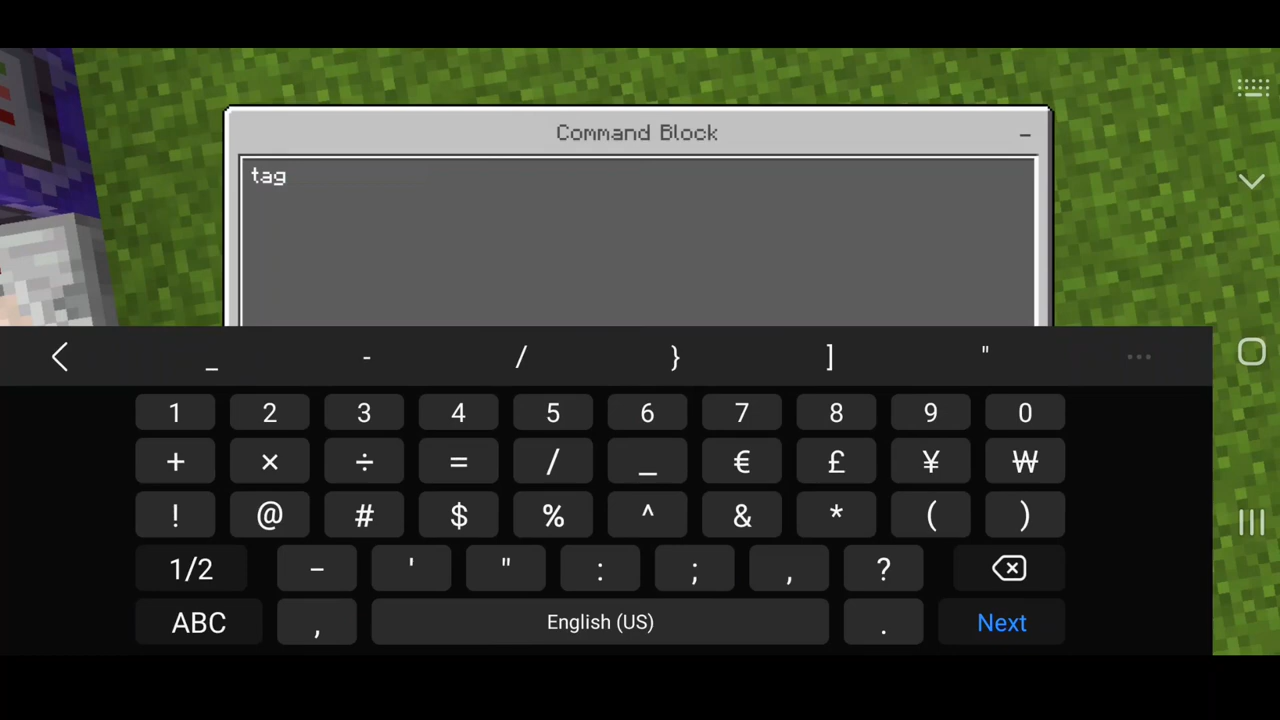 Command Block
tag
_ - / } ] " ...
1 2 3 4 5 6 7 8 9 0
+ × ÷ = / _ € £ ¥ ₩
! @ # $ % ^ & * ( )
1/2 - ' " : ; , ?
ABC , English (US) . Next